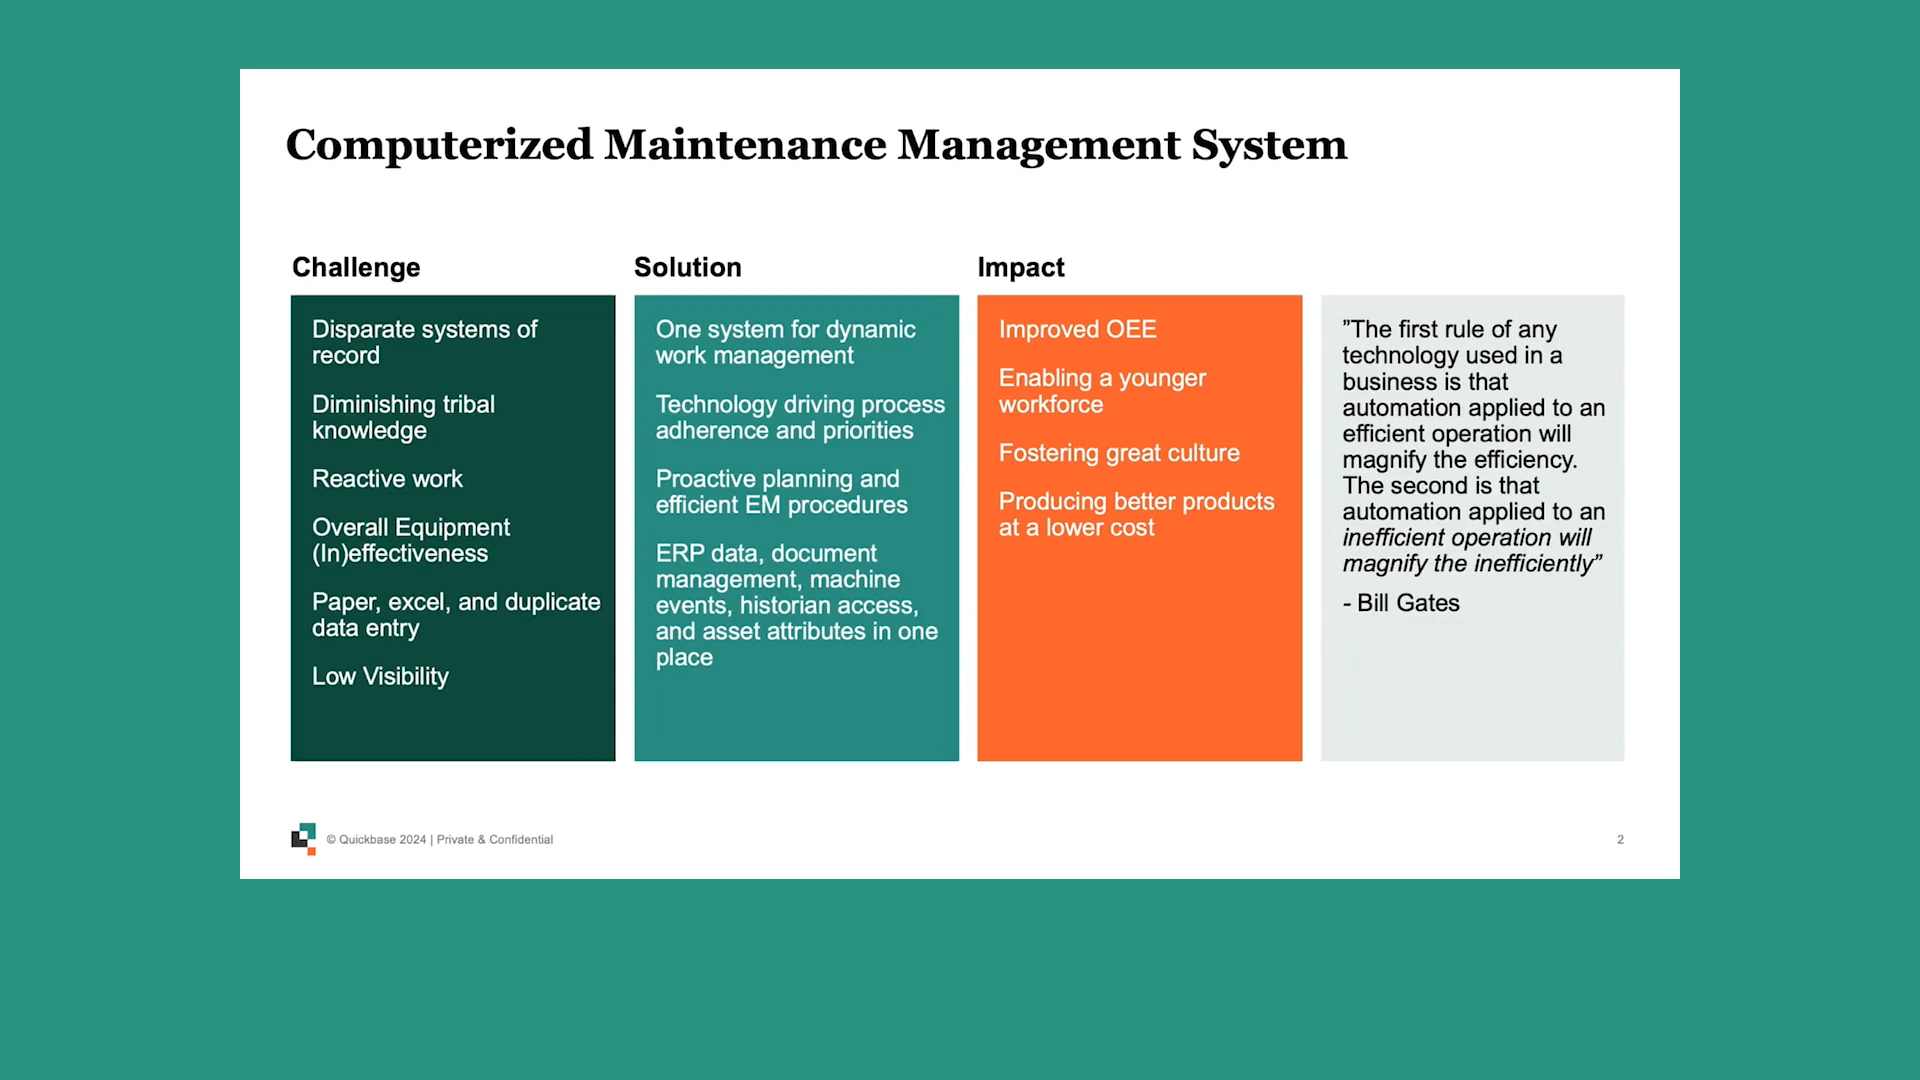 Computerized Maintenance Management System
Challenge
Disparate systems of
record
Diminishing tribal
knowledge
Reactive work
Overall Equipment
(In)effectiveness
Paper, excel, and duplicate
data entry
Low Visibility
Solution
One system for dynamic
work management
Technology driving process
adherence and priorities
Proactive planning and
efficient EM procedures
ERP data, document
management, machine
events, historian access,
and asset attributes in one
place
Impact
Improved OEE
Enabling a younger
workforce
Fostering great culture
Producing better products
at a lower cost
”The first rule of any
technology used in a
business is that
automation applied to an
efficient operation will
magnify the efficiency.
The second is that
automation applied to an
inefficient operation will
magnify the inefficiently”
- Bill Gates
© Quickbase 2024 | Private & Confidential
2